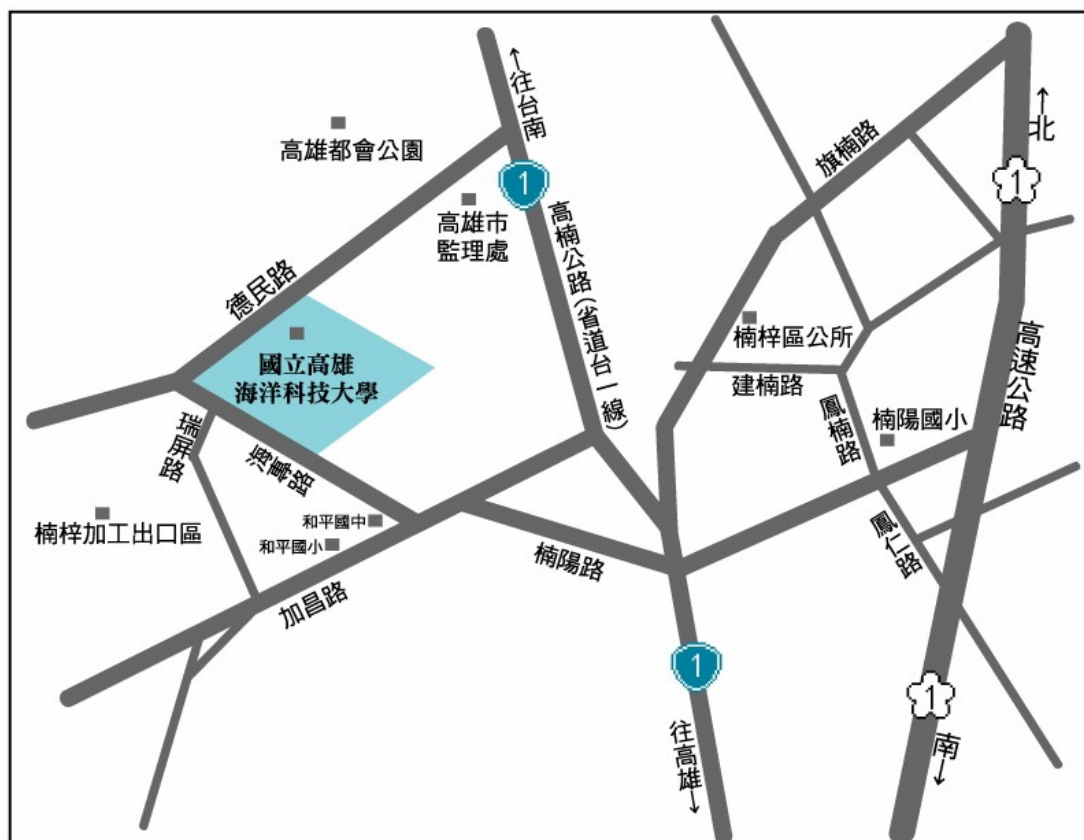 ←往台南
1
高雄都會公園
←北
旗楠路
1
高雄市
監理處
高楠公路(省道台一線)
德民路
國立高雄
海洋科技大學
楠梓區公所
建楠路
高速公路
鳳楠路
楠陽國小
瑞屏路
海專路
楠梓加工出口區
和平國中
和平國小
楠陽路
鳳仁路
加昌路
1
1
往高雄→
南→